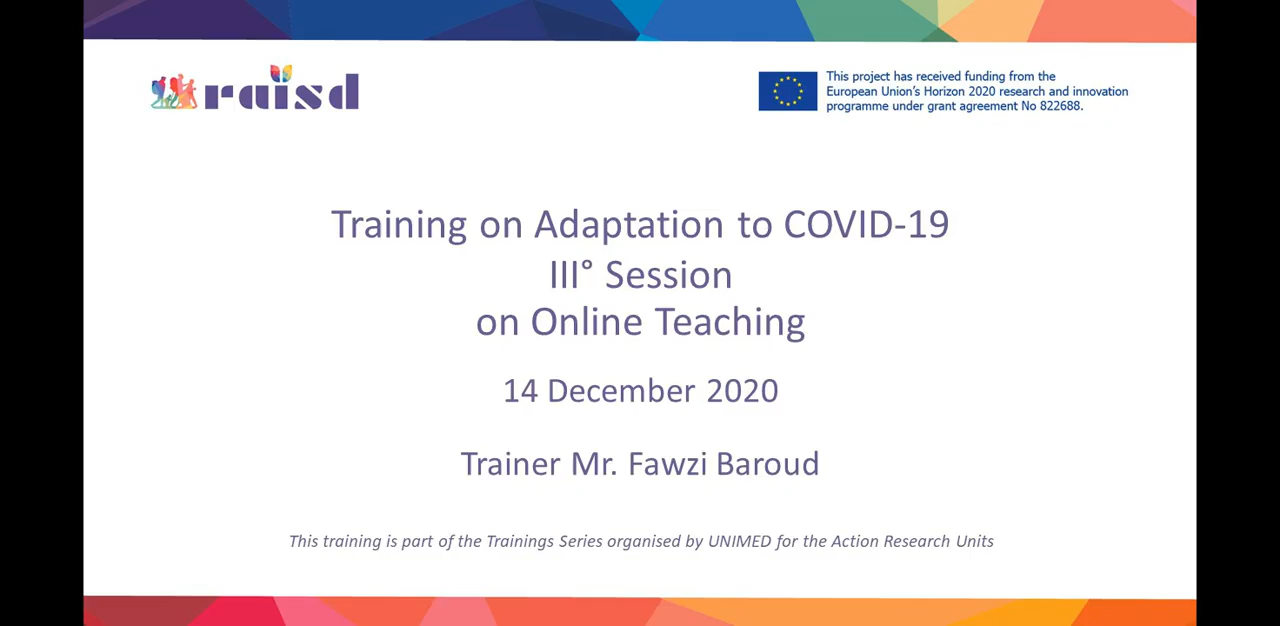 raisd
This project has received funding from the
European Union's Horizon 2020 research and innovation
programme under grant agreement No 822688.
Training on Adaptation to COVID-19
III° Session
on Online Teaching
14 December 2020
Trainer Mr. Fawzi Baroud
This training is part of the Trainings Series organised by UNIMED for the Action Research Units